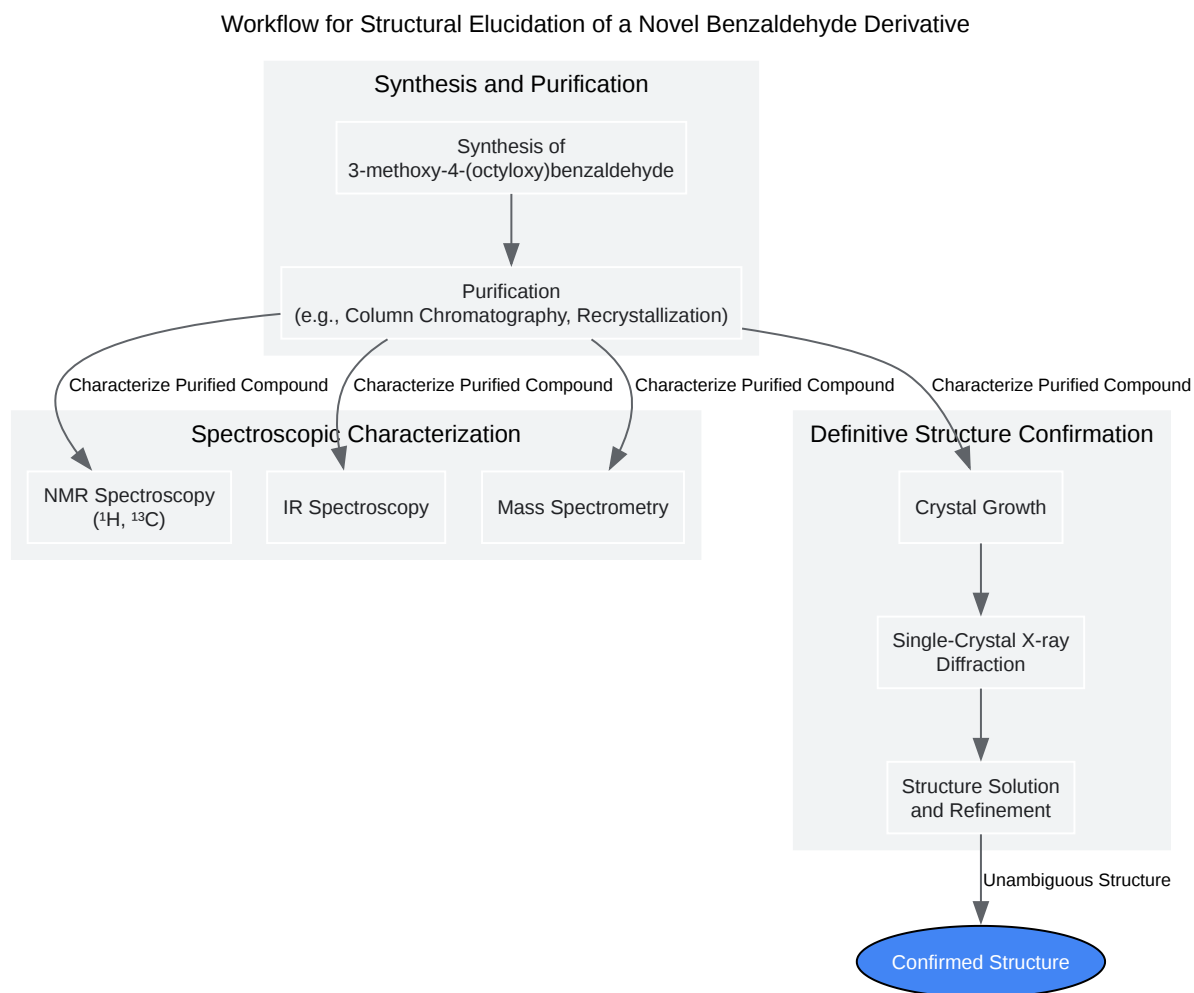 Workflow for Structural Elucidation of a Novel Benzaldehyde Derivative
Synthesis and Purification
Synthesis of
3-methoxy-4-(octyloxy)benzaldehyde
Purification
(e.g., Column Chromatography, Recrystallization)
Characterize Purified Compound
Characterize Purified Compound
Characterize Purified Compound
Characterize Purified Compound
Spectroscopic Characterization
NMR Spectroscopy
(¹H, ¹³C)
IR Spectroscopy
Mass Spectrometry
Definitive Structure Confirmation
Crystal Growth
Single-Crystal X-ray
Diffraction
Structure Solution
and Refinement
Unambiguous Structure
Confirmed Structure